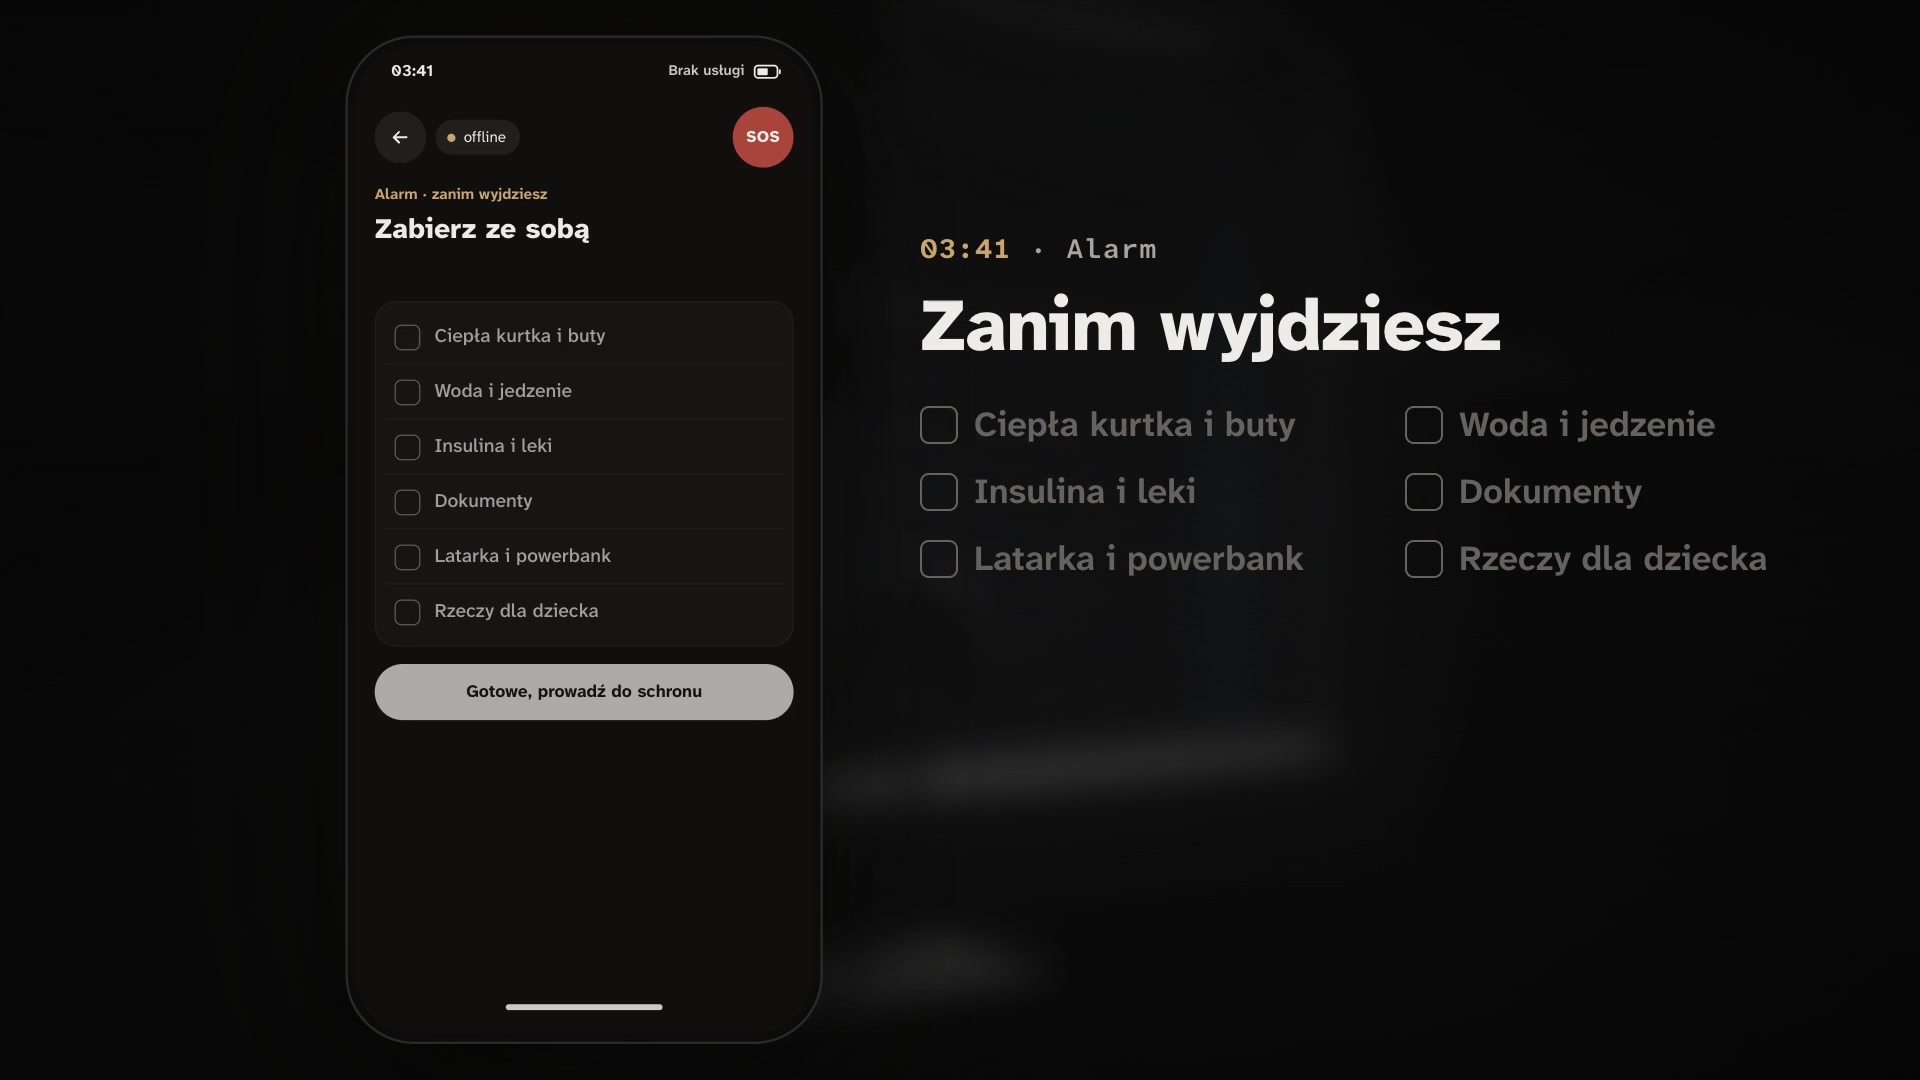 03:41
Brak usługi
offline
SOS
Alarm · zanim wyjdziesz
Zabierz ze sobą
Ciepła kurtka i buty
Woda i jedzenie
Insulina i leki
Dokumenty
Latarka i powerbank
Rzeczy dla dziecka
Gotowe, prowadź do schronu
03:41 · Alarm
Zanim wyjdziesz
Ciepła kurtka i buty
Woda i jedzenie
Insulina i leki
Dokumenty
Latarka i powerbank
Rzeczy dla dziecka